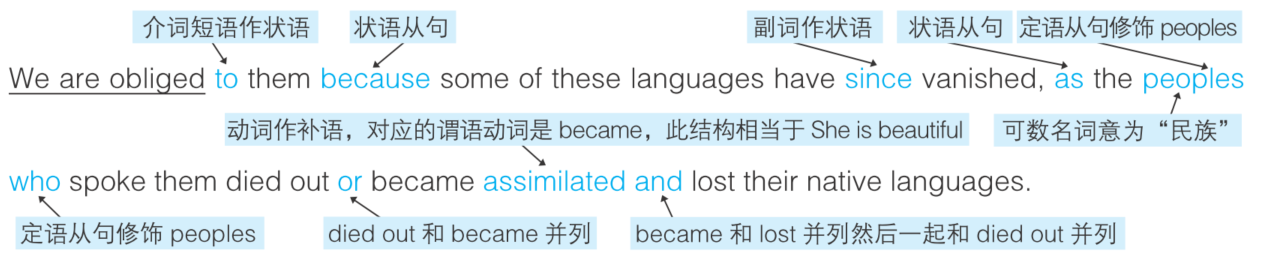 介词短语作状语 状语从句 副词作状语 状语从句 定语从句修饰 peoples
We are obliged to them because some of these languages have since vanished, as the peoples
动词作补语，对应的谓语动词是 became，此结构相当于 She is beautiful 可数名词意为“民族”
who spoke them died out or became assimilated and lost their native languages.
定语从句修饰 peoples died out 和 became 并列 became 和 lost 并列然后一起和 died out 并列